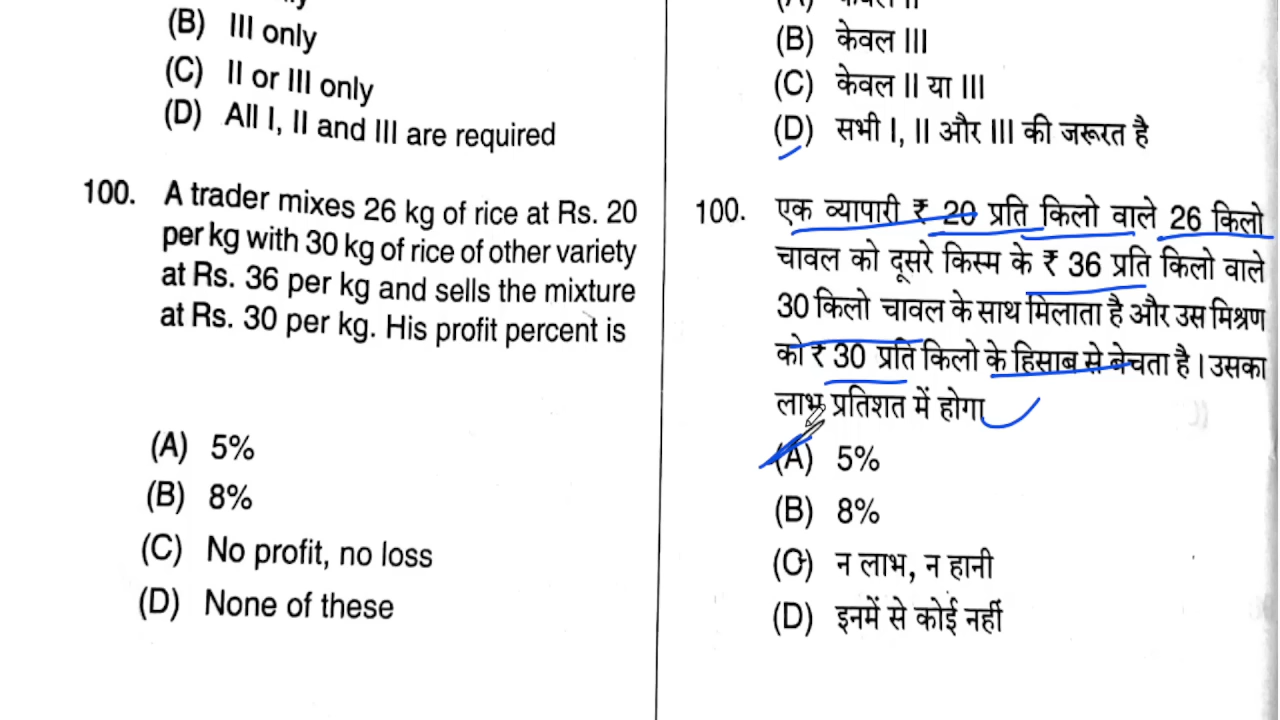 (B) III only
(C) II or III only
(D) All I, II and III are required
100. A trader mixes 26 kg of rice at Rs. 20
per kg with 30 kg of rice of other variety
at Rs. 36 per kg and sells the mixture
at Rs. 30 per kg. His profit percent is
(A) 5%
(B) 8%
(C) No profit, no loss
(D) None of these
(B) केवल III
(C) केवल II या III
(D) सभी I, II और III की जरूरत है
100. एक व्यापारी ₹ 20 प्रति किलो वाले 26 किलो
चावल को दूसरे किस्म के ₹ 36 प्रति किलो वाले
30 किलो चावल के साथ मिलाता है और उस मिश्रण
को ₹ 30 प्रति किलो के हिसाब से बेचता है। उसका
लाभ प्रतिशत में होगा
(A) 5%
(B) 8%
(C) न लाभ, न हानी
(D) इनमें से कोई नहीं